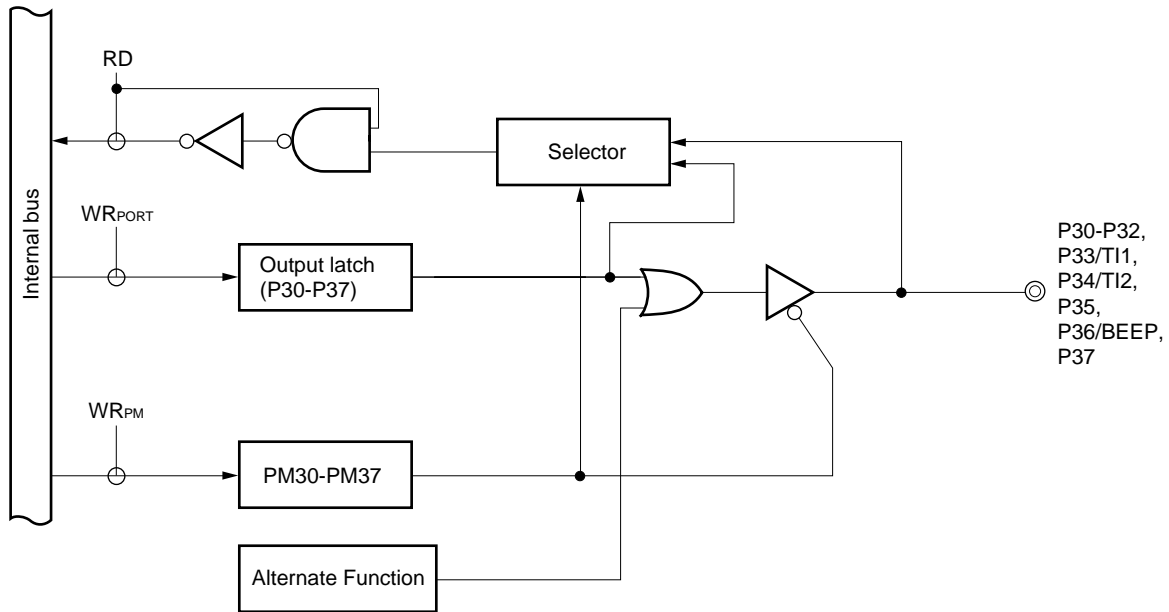 RD
Selector
Internal bus
WRPORT
Output latch
(P30-P37)
P30-P32,
P33/TI1,
P34/TI2,
P35,
P36/BEEP,
P37
WRPM
PM30-PM37
Alternate Function